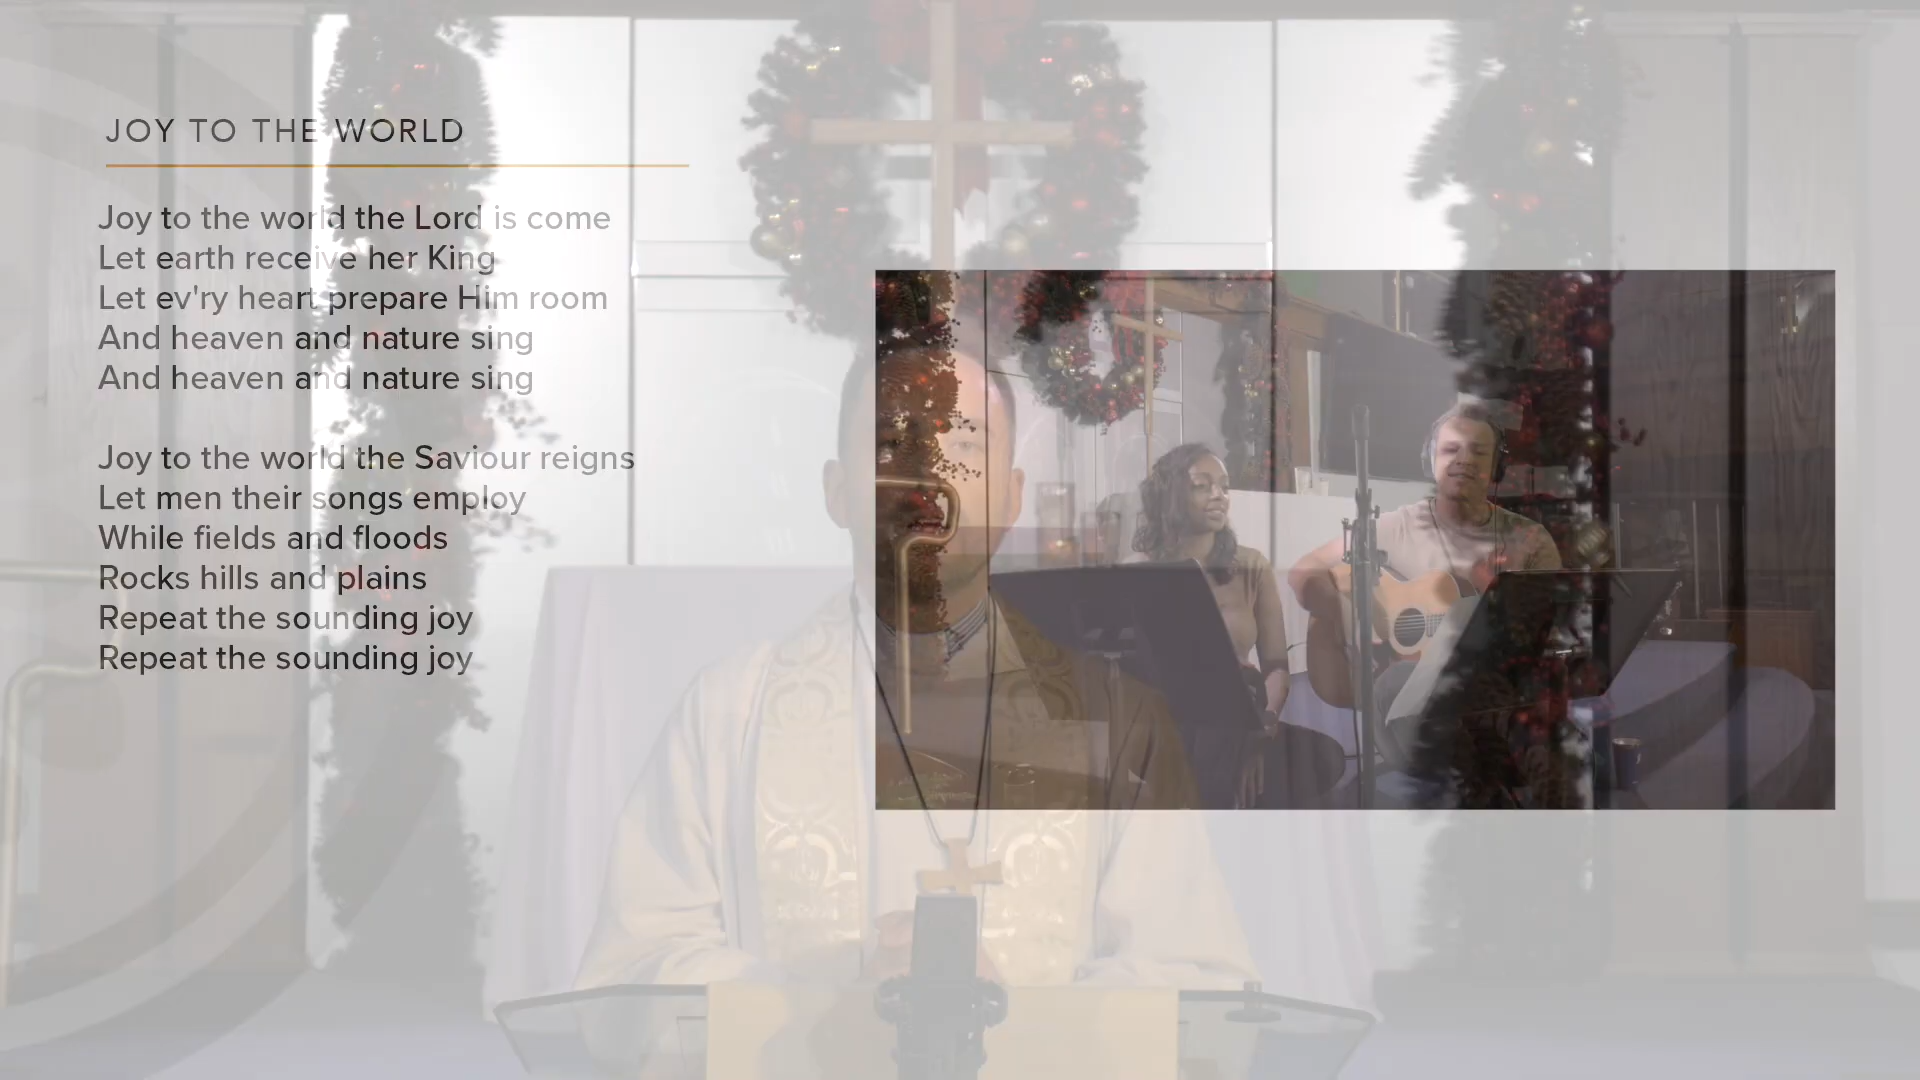 JOY TO THE WORLD
Joy to the world the Lord is come
Let earth receive her King
Let ev'ry heart prepare Him room
And heaven and nature sing
And heaven and nature sing
Joy to the world the Saviour reigns
Let men their songs employ
While fields and floods
Rocks hills and plains
Repeat the sounding joy
Repeat the sounding joy